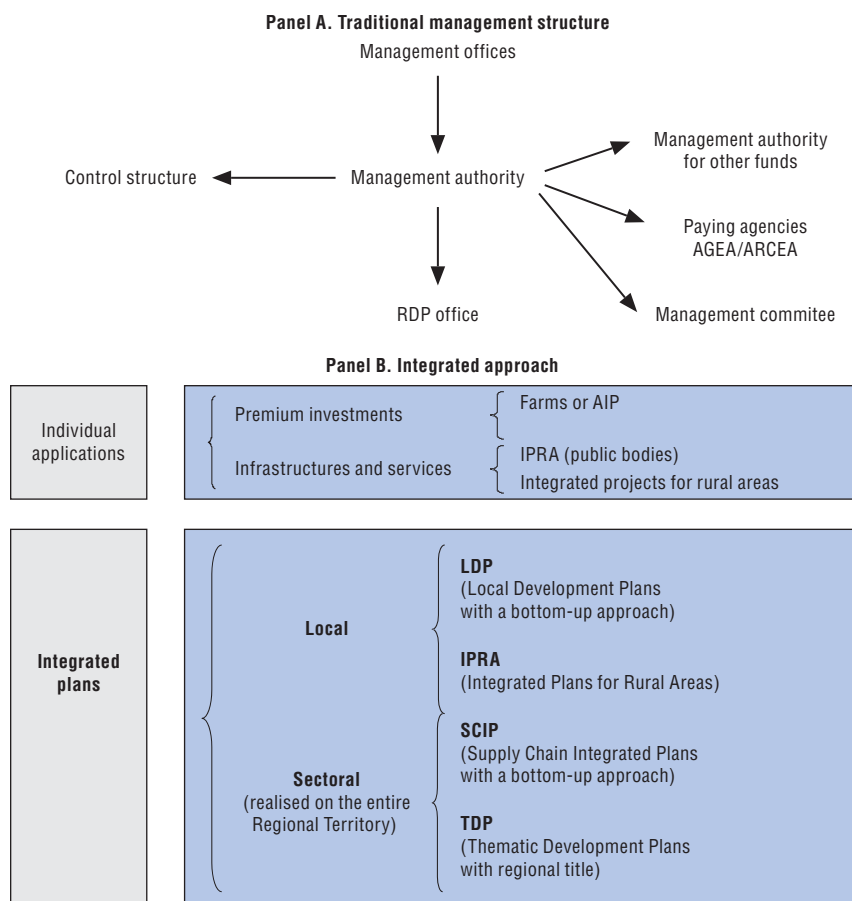 Panel A. Traditional management structure
Management offices
Management authority
for other funds
Control structure
Management authority
Paying agencies
AGEA/ARCEA
RDP office
Management commitee
Panel B. Integrated approach
Individual
applications
Premium investments
Farms or AIP
Infrastructures and services
IPRA (public bodies)
Integrated projects for rural areas
Integrated
plans
Local
LDP
(Local Development Plans
with a bottom-up approach)
IPRA
(Integrated Plans for Rural Areas)
Sectoral
(realised on the entire
Regional Territory)
SCIP
(Supply Chain Integrated Plans
with a bottom-up approach)
TDP
(Thematic Development Plans
with regional title)